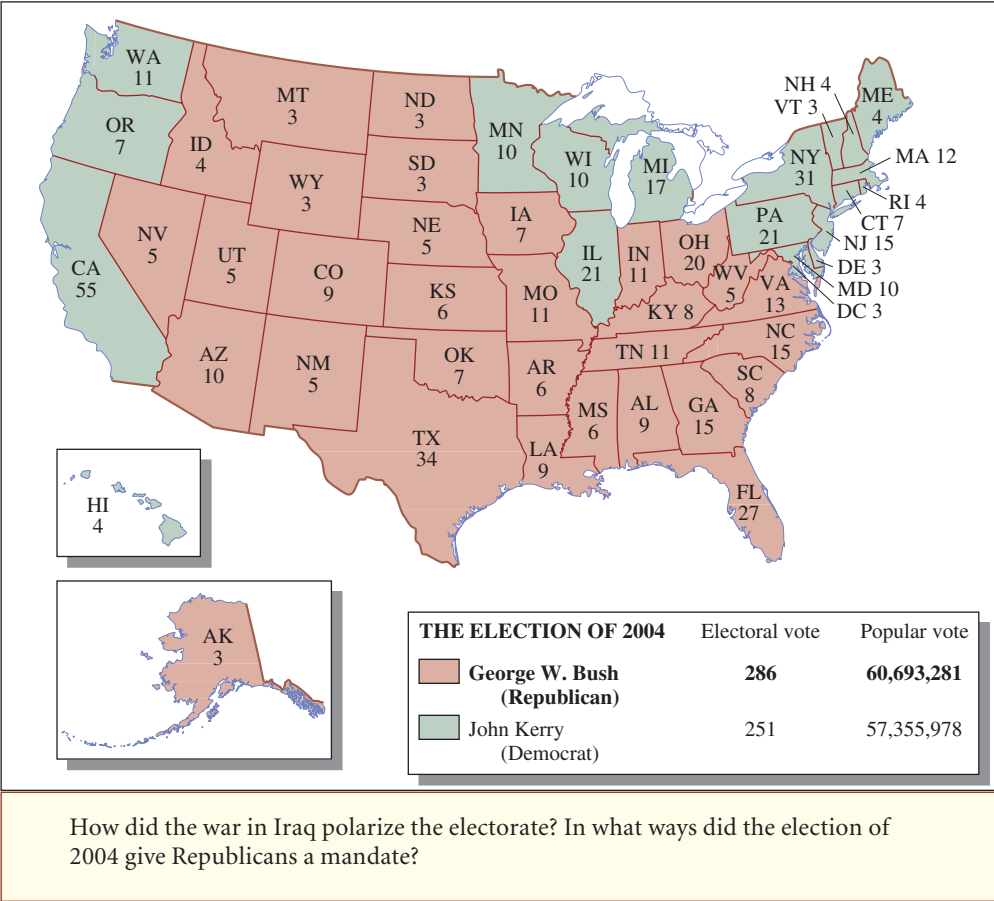 WA
11
OR
7
CA
55
ID
4
NV
5
MT
3
WY
3
UT
5
AZ
10
CO
9
NM
5
ND
3
SD
3
NE
5
KS
6
OK
7
TX
34
MN
10
IA
7
MO
11
AR
6
LA
9
WI
10
IL
21
MI
17
IN
11
OH
20
KY 8
TN 11
MS
6
AL
9
GA
15
FL
27
SC
8
NC
15
VA
13
WV
5
PA
21
NY
31
VT 3
NH 4
ME
4
MA 12
RI 4
CT 7
NJ 15
DE 3
MD 10
DC 3
HI
4
AK
3
THE ELECTION OF 2004 Electoral vote Popular vote
George W. Bush 286 60,693,281
(Republican)
John Kerry 251 57,355,978
(Democrat)
How did the war in Iraq polarize the electorate? In what ways did the election of
2004 give Republicans a mandate?